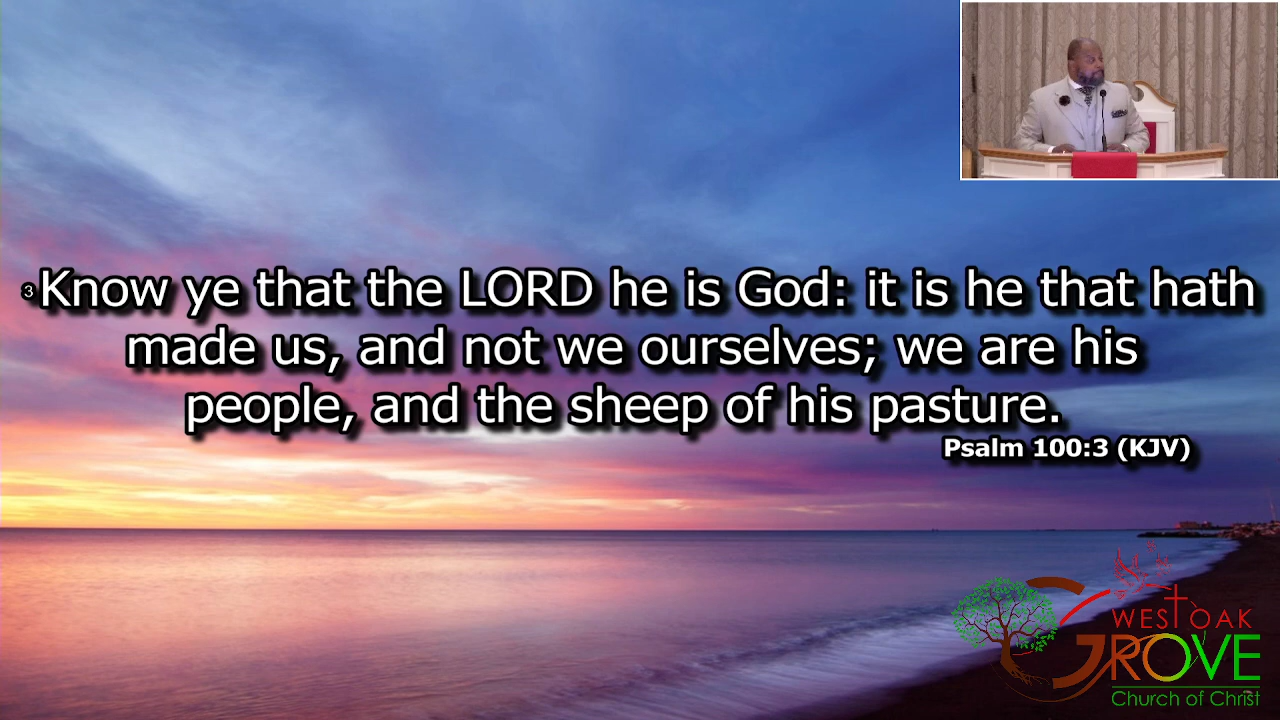 3 Know ye that the LORD he is God: it is he that hath
made us, and not we ourselves; we are his
people, and the sheep of his pasture.
Psalm 100:3 (KJV)
WEST OAK
GROVE
Church of Christ